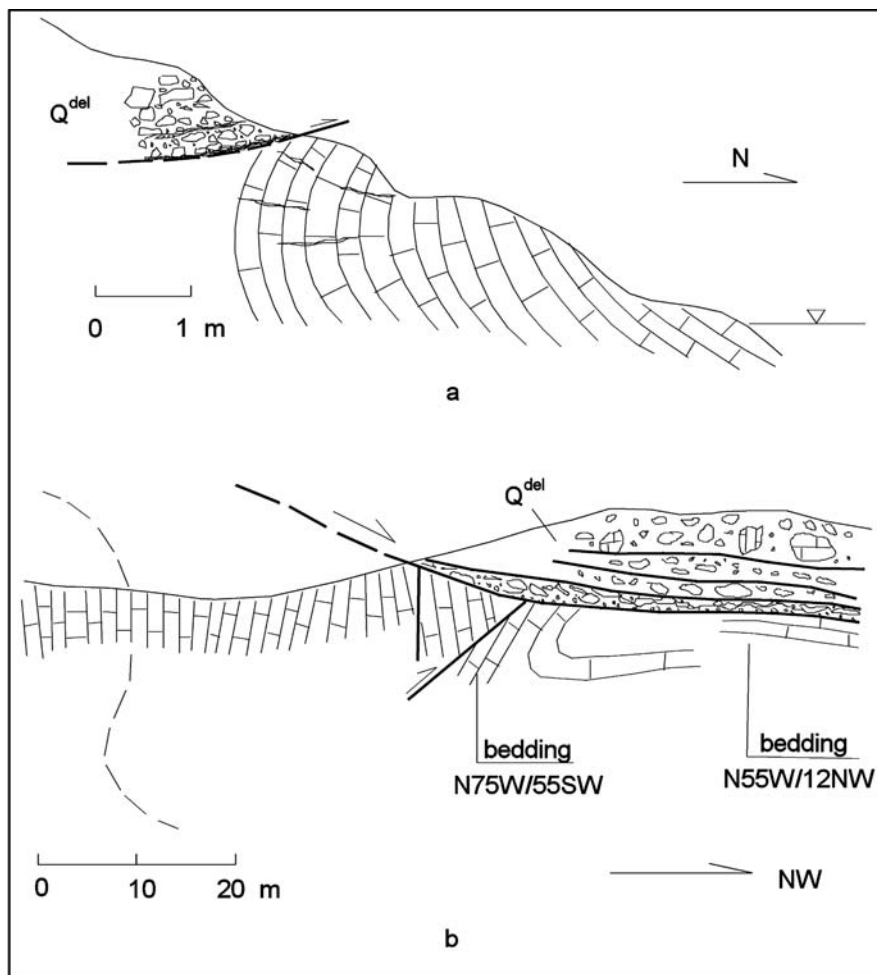 Q^del
N
0 1 m
a
Q^del
bedding
N75W/55SW
bedding
N55W/12NW
0 10 20 m
NW
b